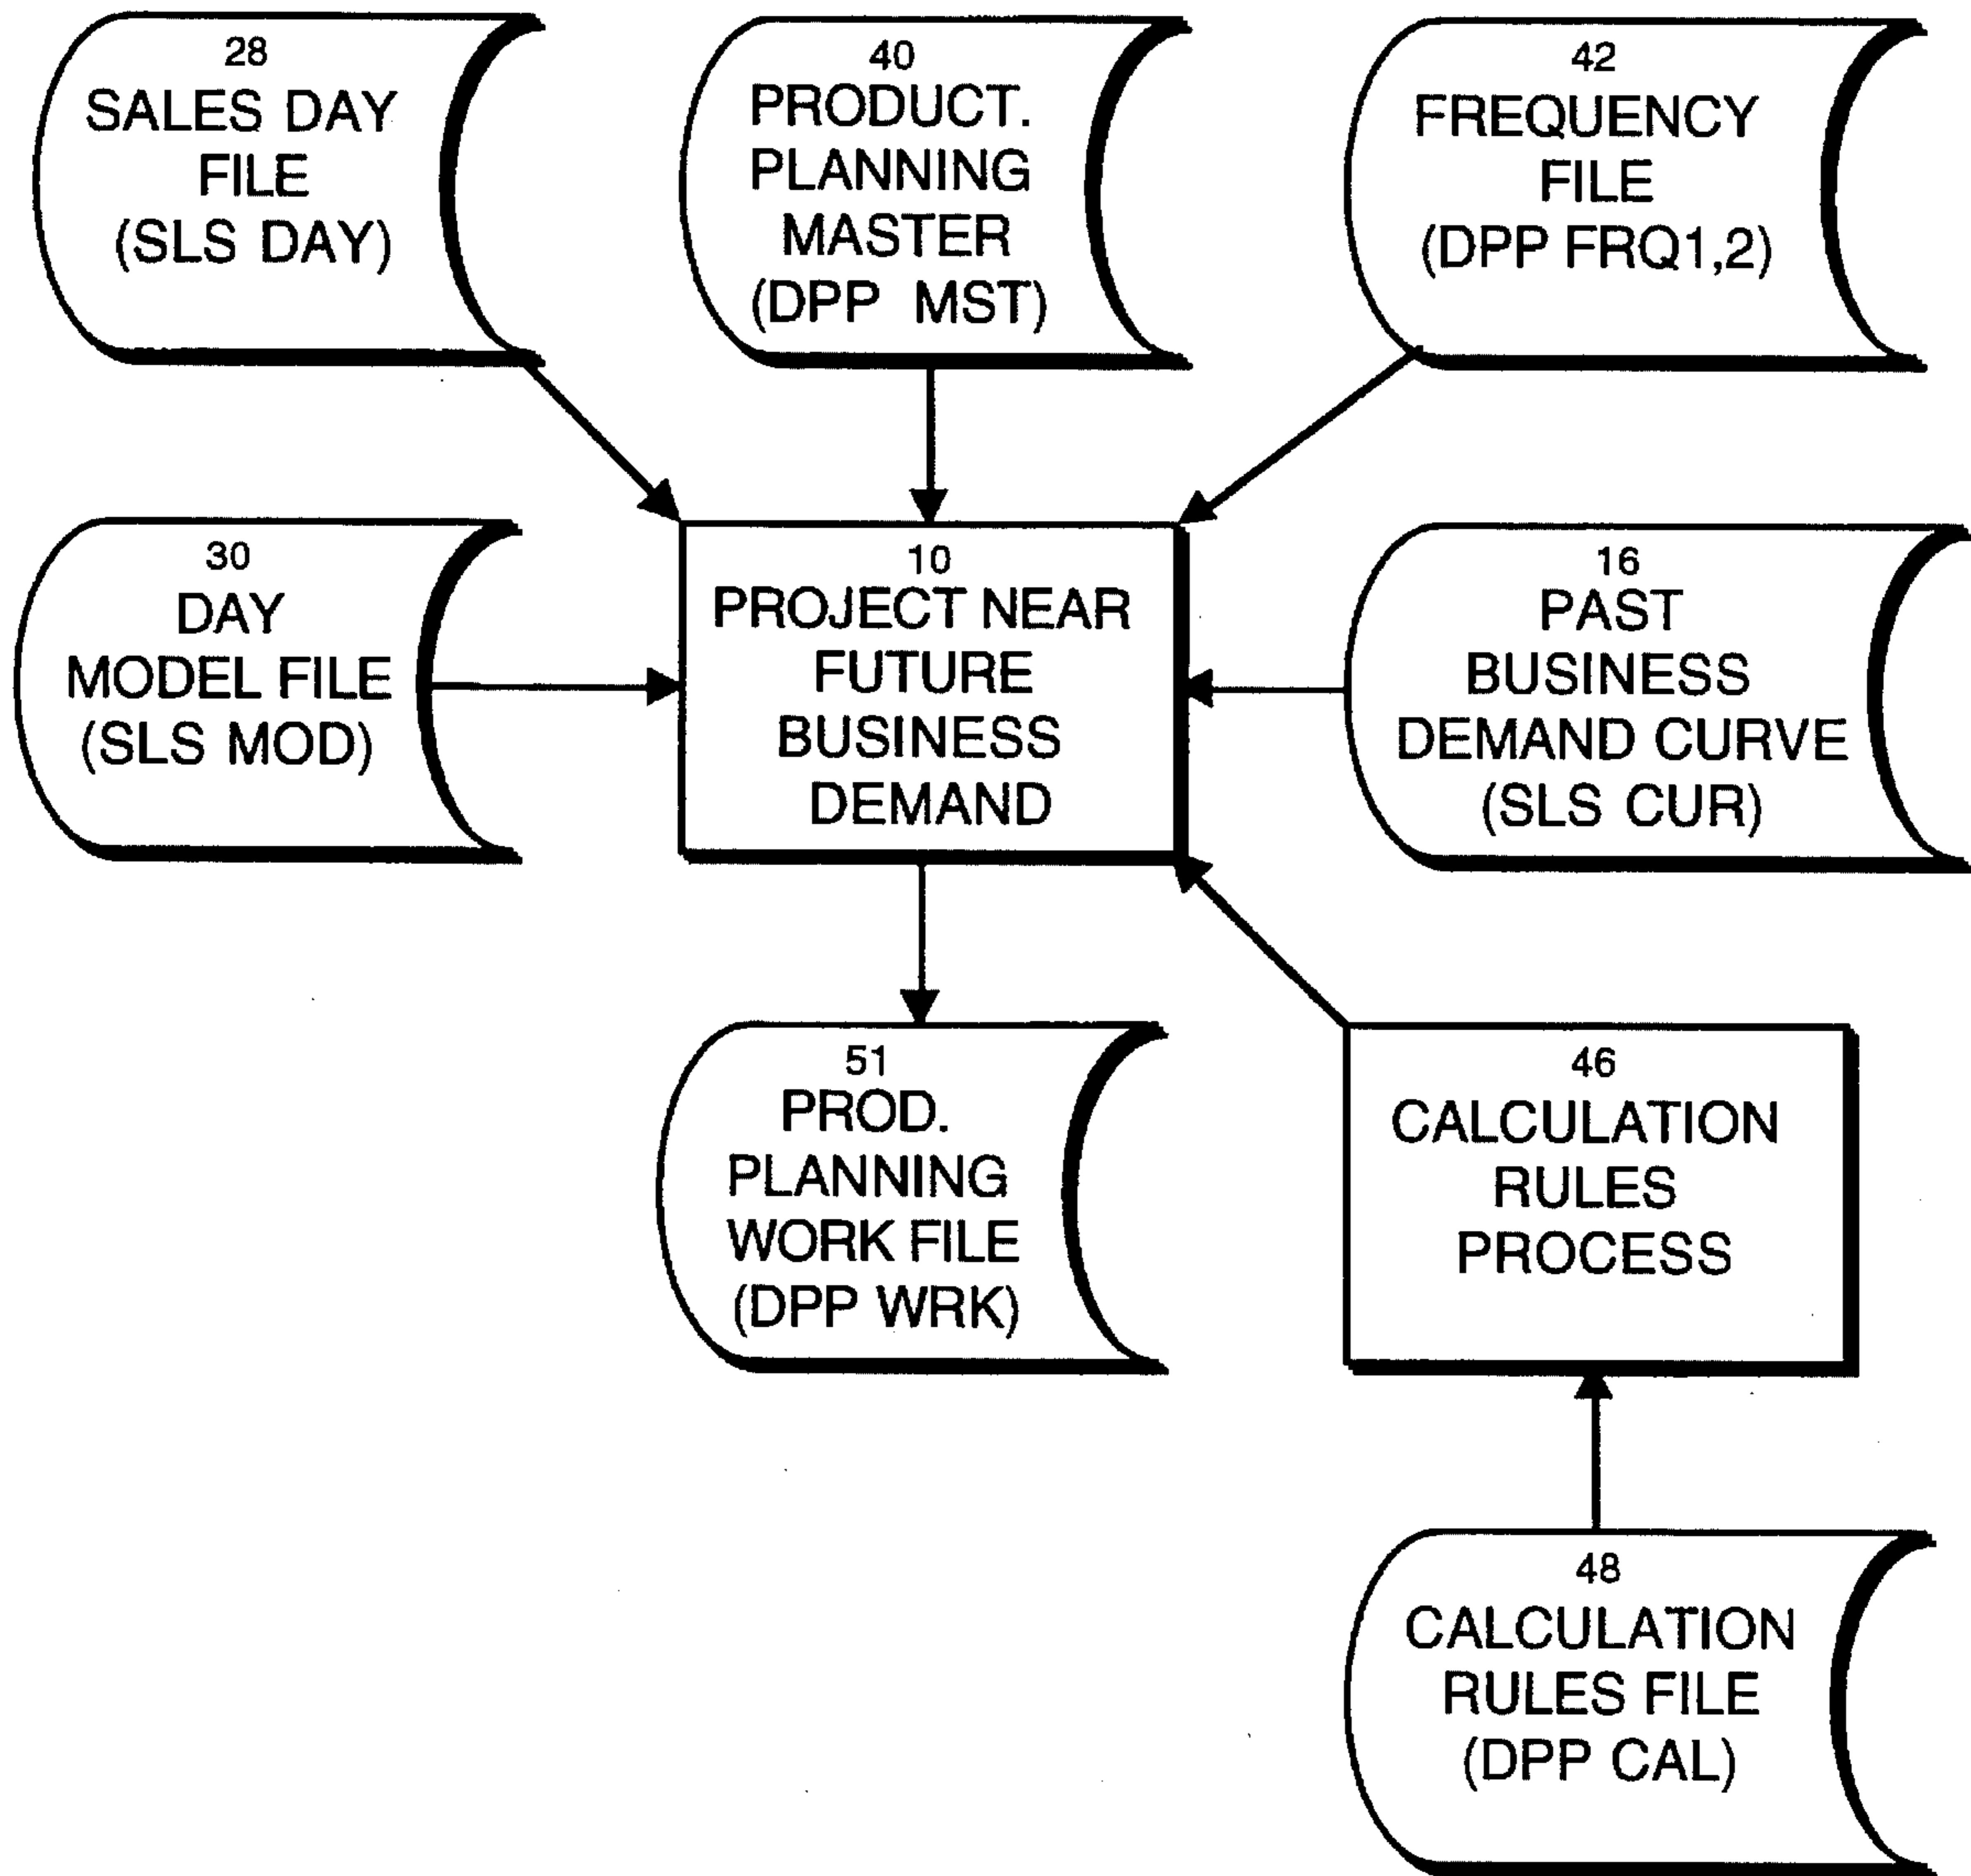 28
SALES DAY
FILE
(SLS DAY)
40
PRODUCT.
PLANNING
MASTER
(DPP MST)
42
FREQUENCY
FILE
(DPP FRQ1,2)
30
DAY
MODEL FILE
(SLS MOD)
10
PROJECT NEAR
FUTURE
BUSINESS
DEMAND
16
PAST
BUSINESS
DEMAND CURVE
(SLS CUR)
51
PROD.
PLANNING
WORK FILE
(DPP WRK)
46
CALCULATION
RULES
PROCESS
48
CALCULATION
RULES FILE
(DPP CAL)